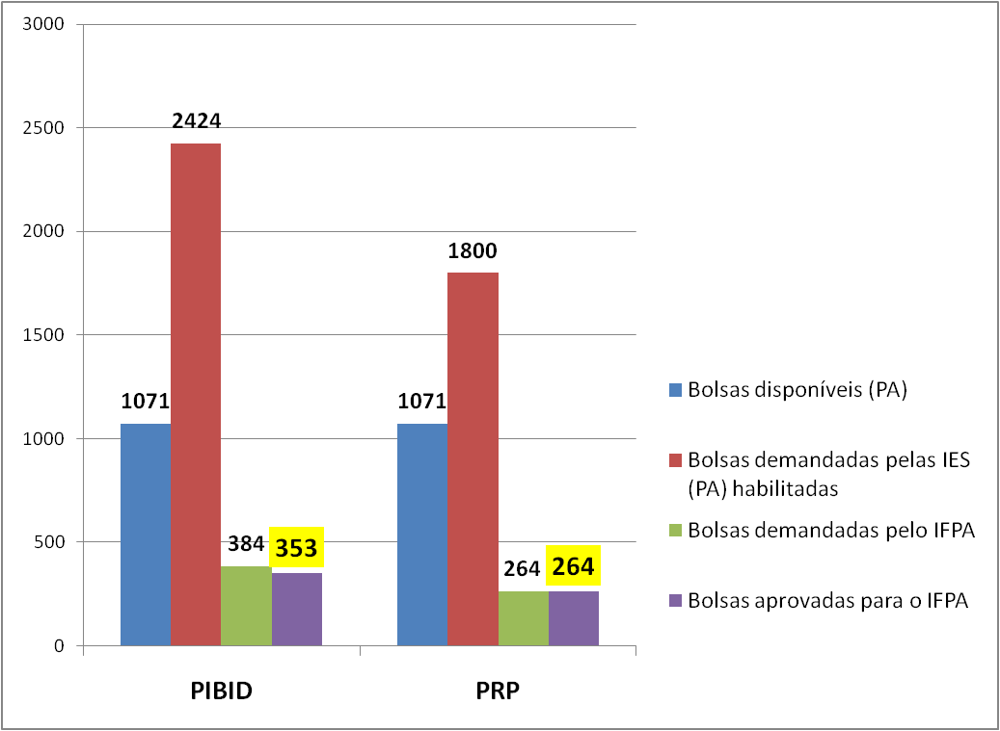 3000
2500
2000
1500
1000
500
0
2424
1800
1071
1071
384
353
264
264
PIBID
PRP
Bolsas disponíveis (PA)
Bolsas demandadas pelas IES
(PA) habilitadas
Bolsas demandadas pelo IFPA
Bolsas aprovadas para o IFPA